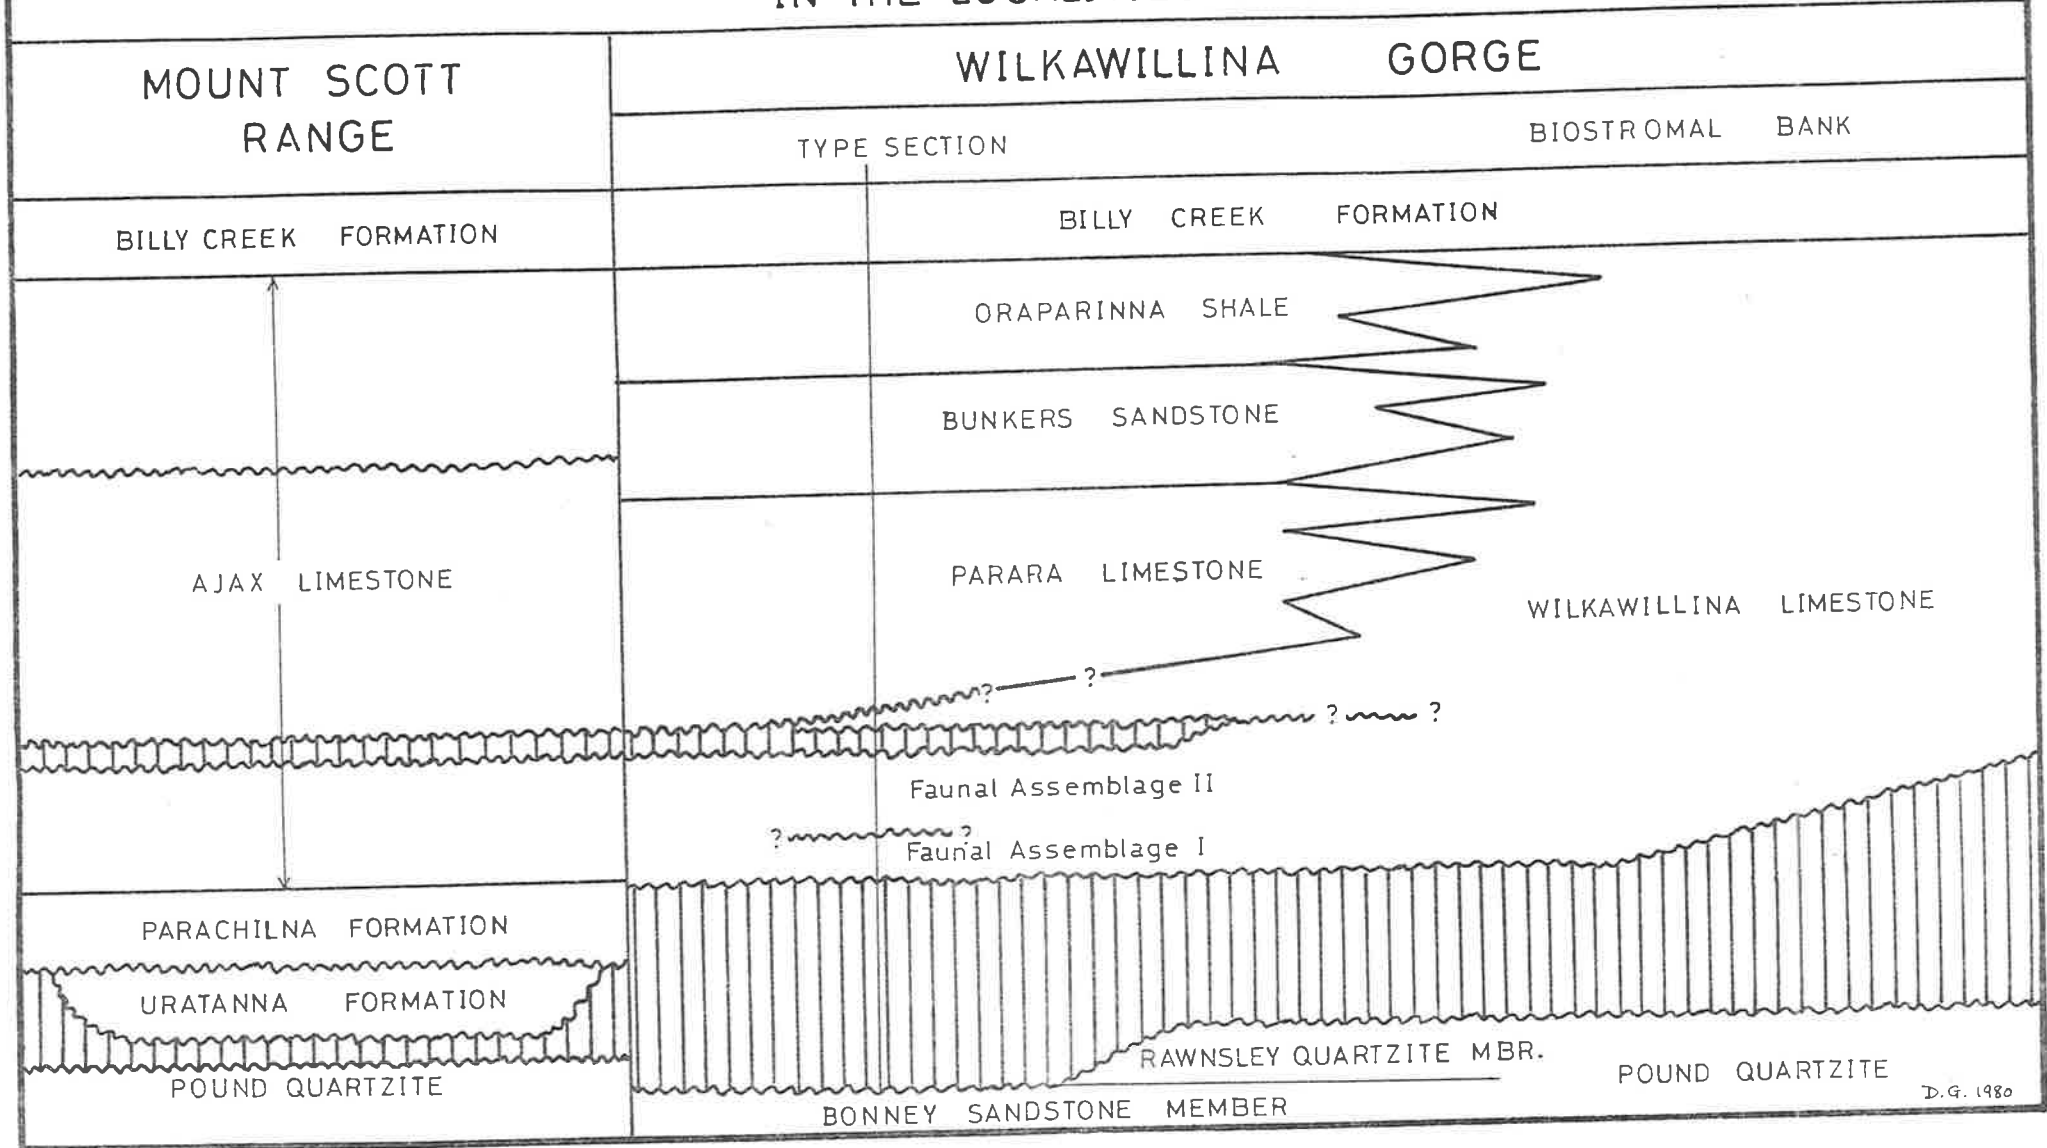 IN THE
MOUNT SCOTT
RANGE
WILKAWILLINA GORGE
TYPE SECTION
BIOSTROMAL BANK
BILLY CREEK FORMATION
BILLY CREEK FORMATION
ORAPARINNA SHALE
BUNKERS SANDSTONE
AJAX LIMESTONE
PARARA LIMESTONE
WILKAWILLINA LIMESTONE
? ?
? ?
Faunal Assemblage II
? ?
Faunal Assemblage I
PARACHILNA FORMATION
URATANNA FORMATION
POUND QUARTZITE
RAWNSLEY QUARTZITE MBR.
POUND QUARTZITE
BONNEY SANDSTONE MEMBER
D.G. 1980